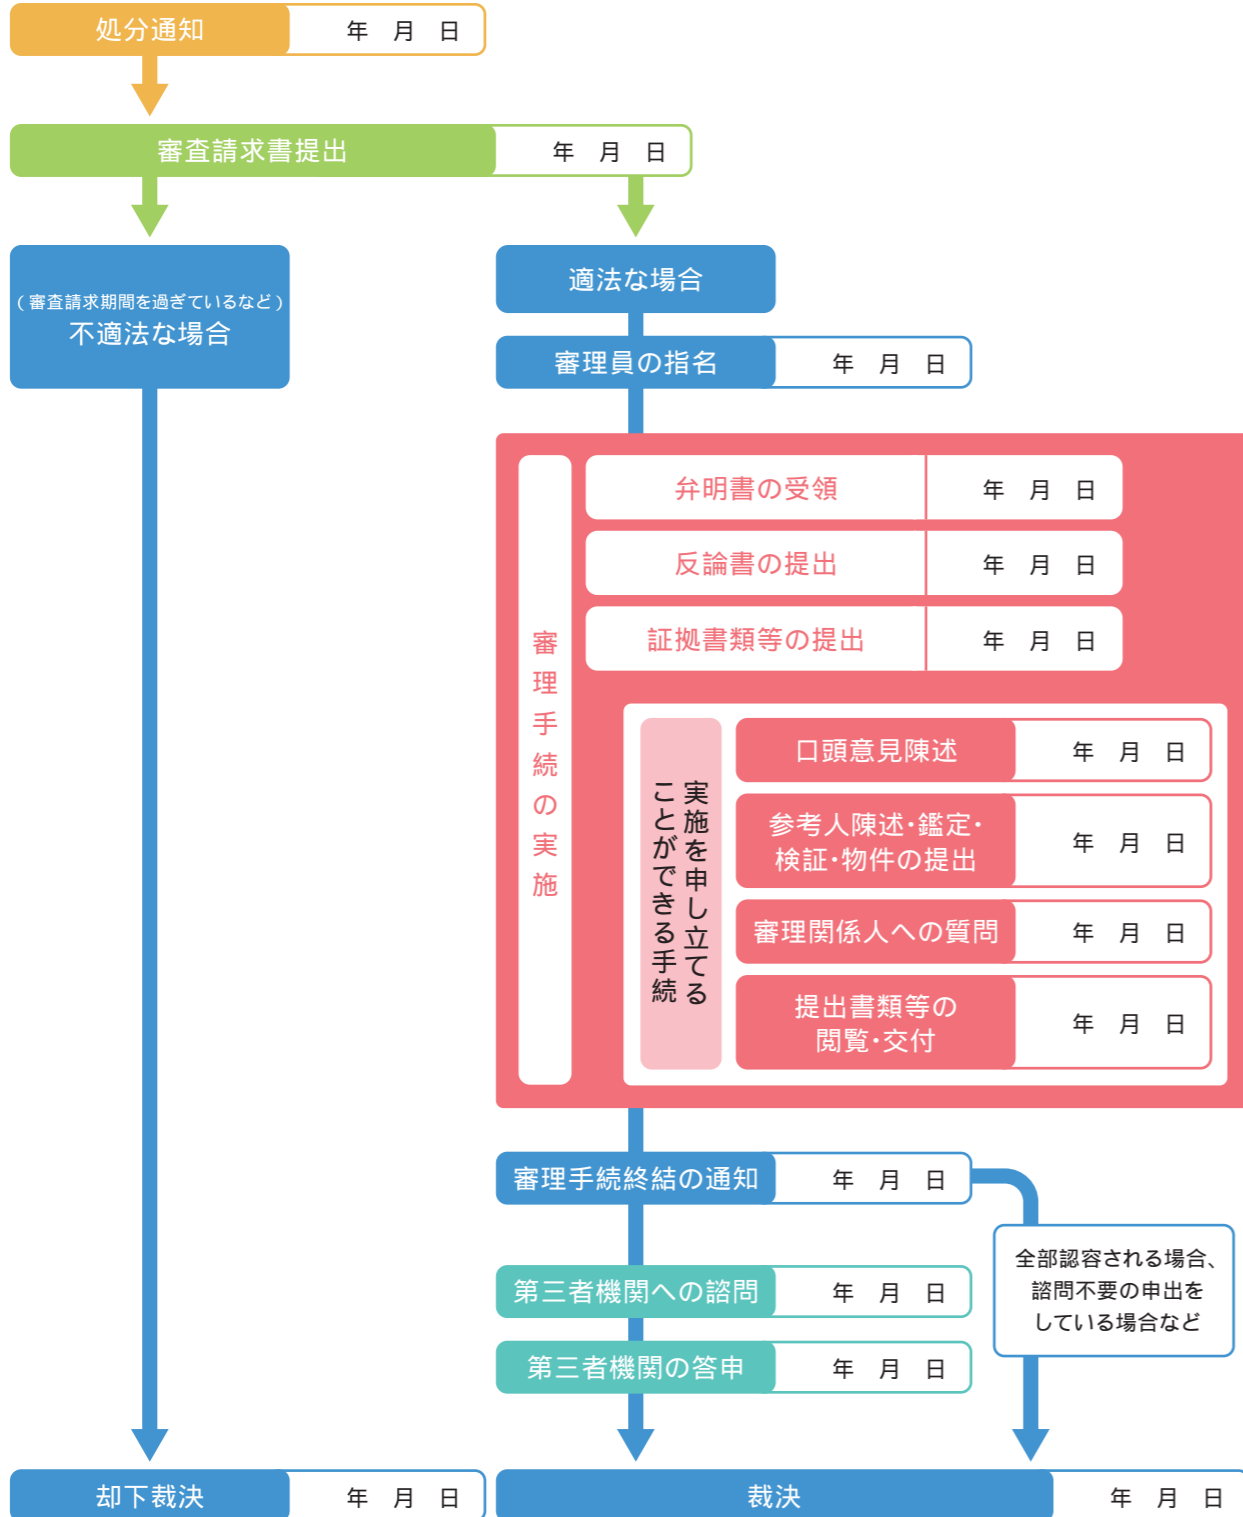 処分通知 年 月 日
審査請求書提出 年 月 日
（審査請求期間を過ぎているなど）
不適法な場合
適法な場合
審理員の指名 年 月 日
審理手続の実施
弁明書の受領 年 月 日
反論書の提出 年 月 日
証拠書類等の提出 年 月 日
実施を申し立てる
ことができる手続
口頭意見陳述 年 月 日
参考人陳述・鑑定・
検証・物件の提出 年 月 日
審理関係人への質問 年 月 日
提出書類等の
閲覧・交付 年 月 日
審理手続終結の通知 年 月 日
全部認容される場合、
諮問不要の申出を
している場合など
第三者機関への諮問 年 月 日
第三者機関の答申 年 月 日
却下裁決 年 月 日
裁決 年 月 日